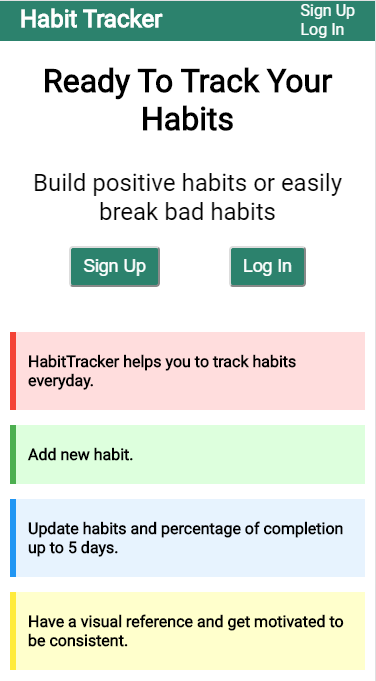 Habit Tracker
Sign Up
Log In
Ready To Track Your
Habits
Build positive habits or easily
break bad habits
Sign Up
Log In
HabitTracker helps you to track habits
everyday.
Add new habit.
Update habits and percentage of completion
up to 5 days.
Have a visual reference and get motivated to
be consistent.